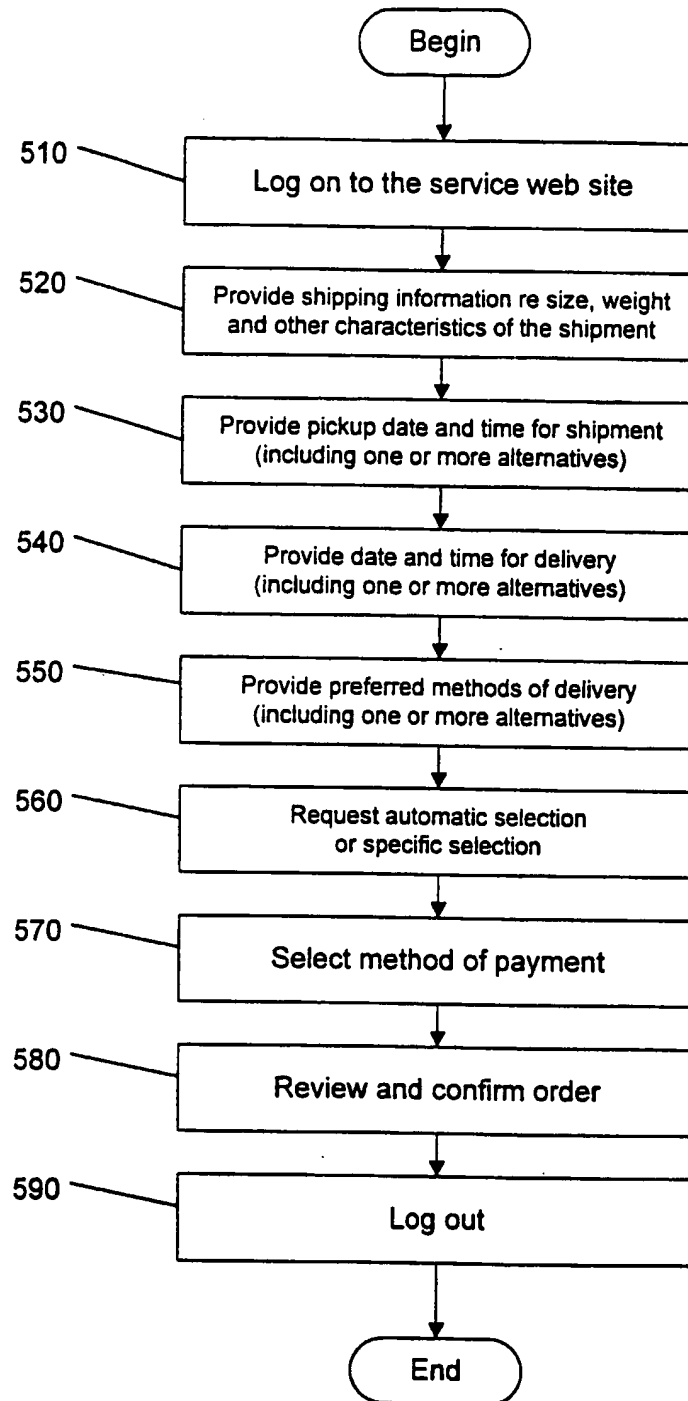 Begin
510
Log on to the service web site
520
Provide shipping information re size, weight
and other characteristics of the shipment
530
Provide pickup date and time for shipment
(including one or more alternatives)
540
Provide date and time for delivery
(including one or more alternatives)
550
Provide preferred methods of delivery
(including one or more alternatives)
560
Request automatic selection
or specific selection
570
Select method of payment
580
Review and confirm order
590
Log out
End